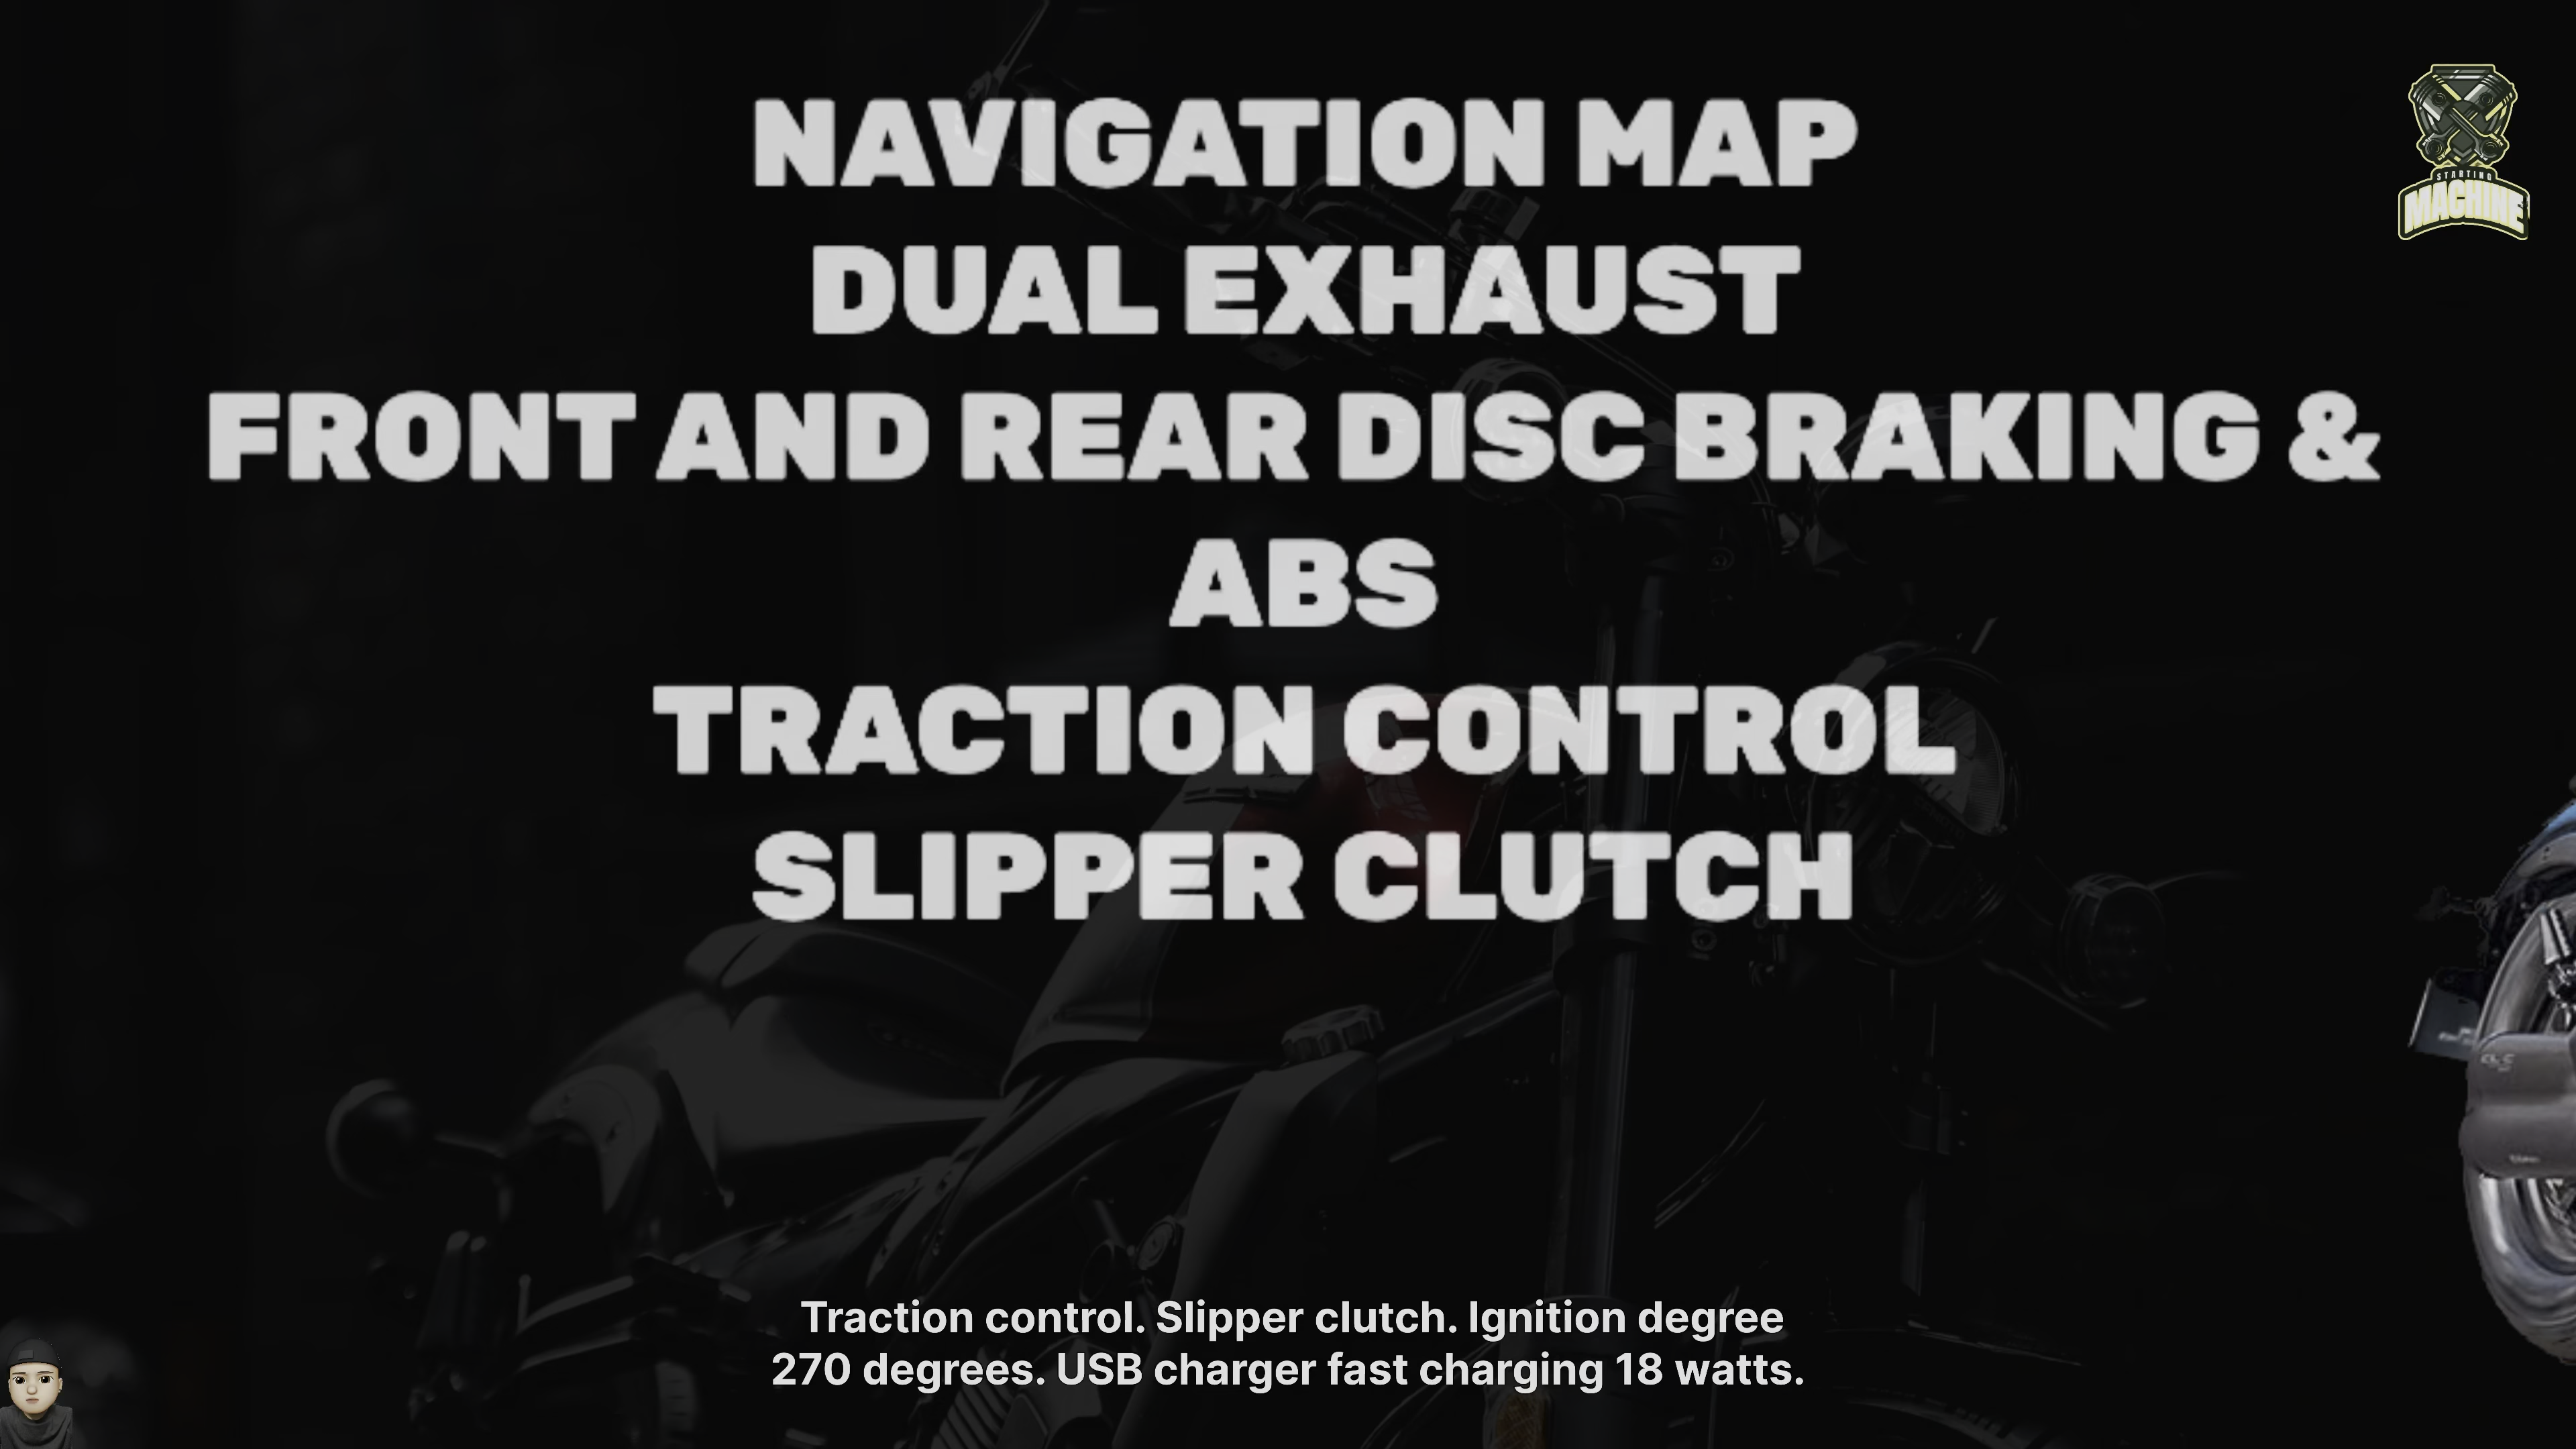 NAVIGATION MAP
DUAL EXHAUST
FRONT AND REAR DISC BRAKING &
ABS
TRACTION CONTROL
SLIPPER CLUTCH
STARTING
MACHINE
Traction control. Slipper clutch. Ignition degree
270 degrees. USB charger fast charging 18 watts.